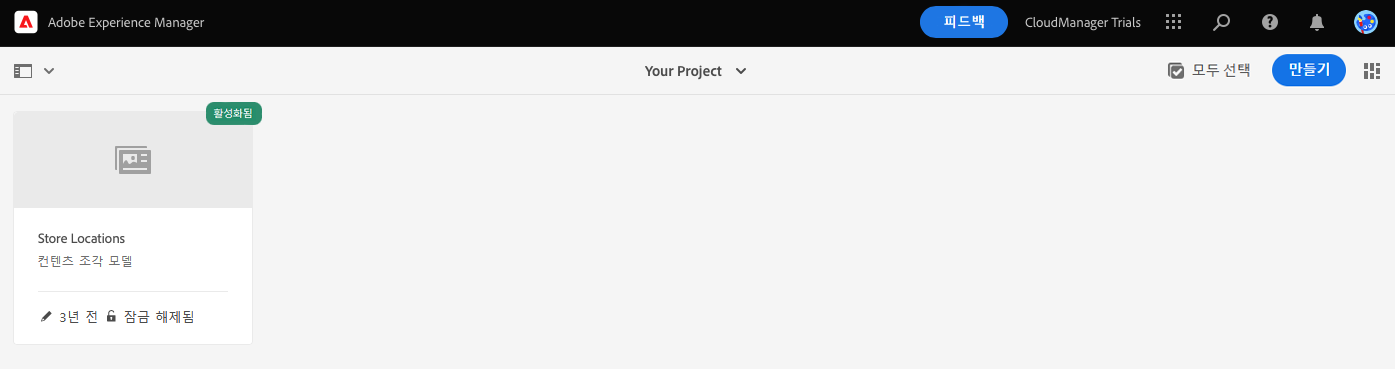 Adobe Experience Manager
피드백
CloudManager Trials
Your Project
모두 선택
만들기
활성화됨
Store Locations
컨텐츠 조각 모델
3년 전 잠금 해제됨